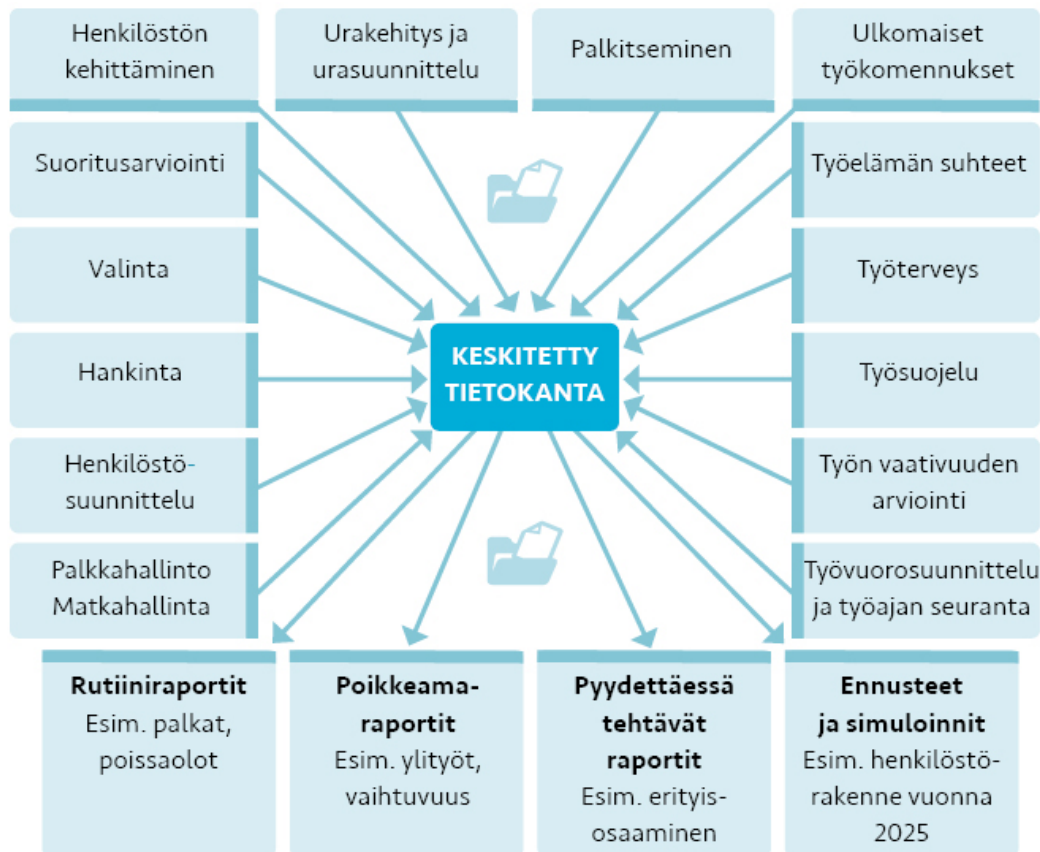 Henkilöstön
kehittäminen
Urakehitys ja
urasuunnittelu
Palkitseminen
Ulkomaiset
työkomennukset
Suoritusarviointi
Työelämän suhteet
Valinta
Työterveys
KESKITETTY
TIETOKANTA
Hankinta
Työsuojelu
Henkilöstö-
suunnittelu
Työn vaativuuden
arviointi
Palkkahallinto
Matkahallinta
Työvuorosuunnittelu
ja työajan seuranta
Rutiiniraportit
Esim. palkat,
poissaolot
Poikkeama-
raportit
Esim. ylityöt,
vaihtuvuus
Pyydettäessä
tehtävät
raportit
Esim. erityis-
osaaminen
Ennusteet
ja simuloinnit
Esim. henkilöstö-
rakenne vuonna
2025